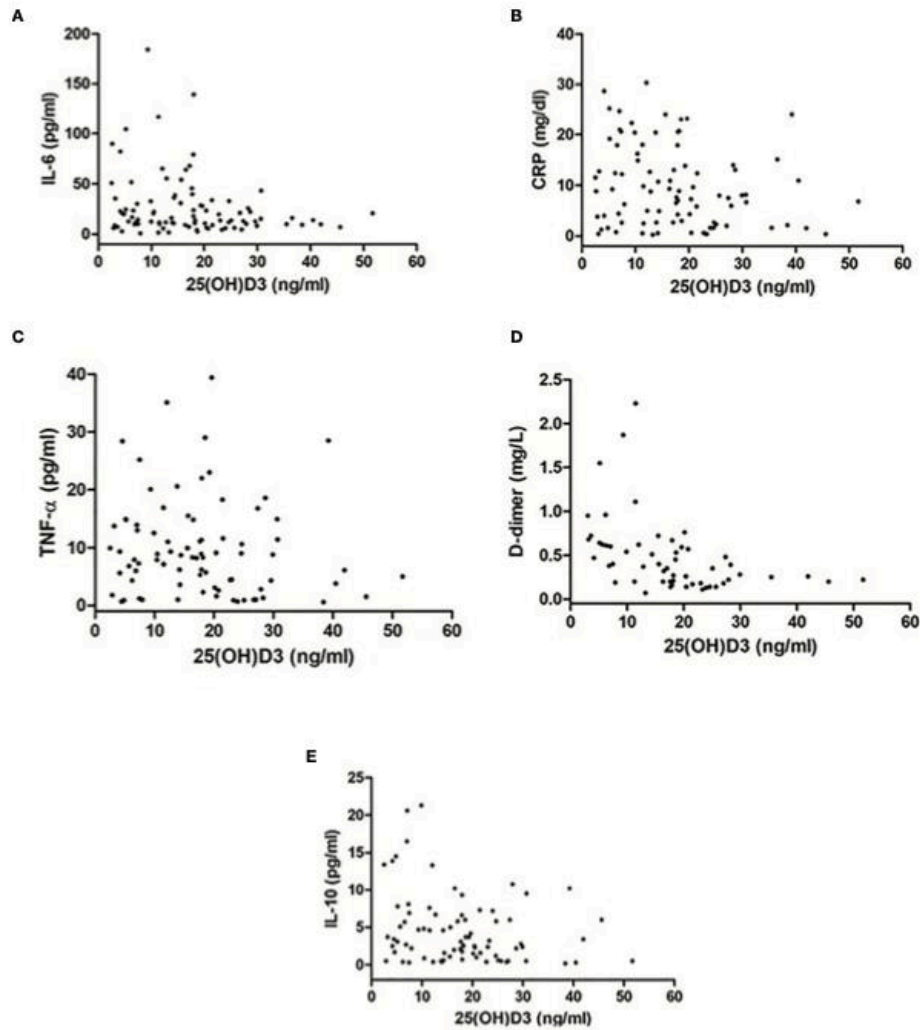 A
B
200
150
100
50
0
IL-6 (pg/ml)
0 10 20 30 40 50 60
25(OH)D3 (ng/ml)
40
30
20
10
0
CRP (mg/dl)
0 10 20 30 40 50 60
25(OH)D3 (ng/ml)
C
D
40
30
20
10
0
TNF-α (pg/ml)
0 10 20 30 40 50 60
25(OH)D3 (ng/ml)
2.5
2.0
1.5
1.0
0.5
0.0
D-dimer (mg/L)
0 10 20 30 40 50 60
25(OH)D3 (ng/ml)
E
25
20
15
10
5
0
IL-10 (pg/ml)
0 10 20 30 40 50 60
25(OH)D3 (ng/ml)